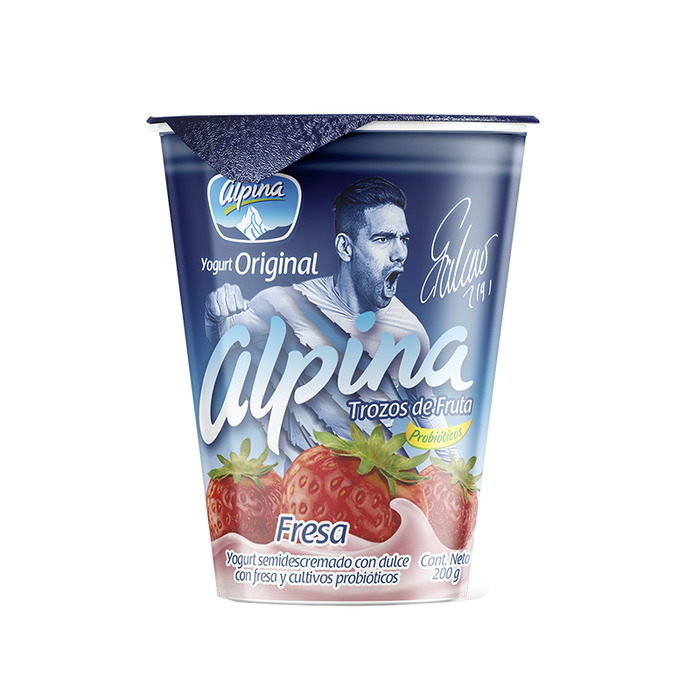 alpina
Yogurt Original
alpina
Trozos de Fruta
Probióticos
Fresa
Yogurt semidescremado con dulce
con fresa y cultivos probióticos
Cont. Neto
200 g